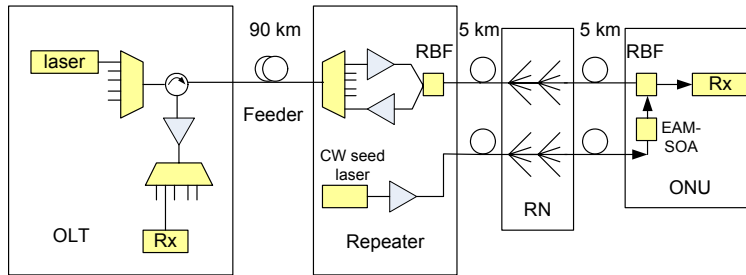 laser
Rx
OLT
90 km
Feeder
RBF
CW seed
laser
Repeater
5 km
RN
5 km
RBF
Rx
EAM-
SOA
ONU